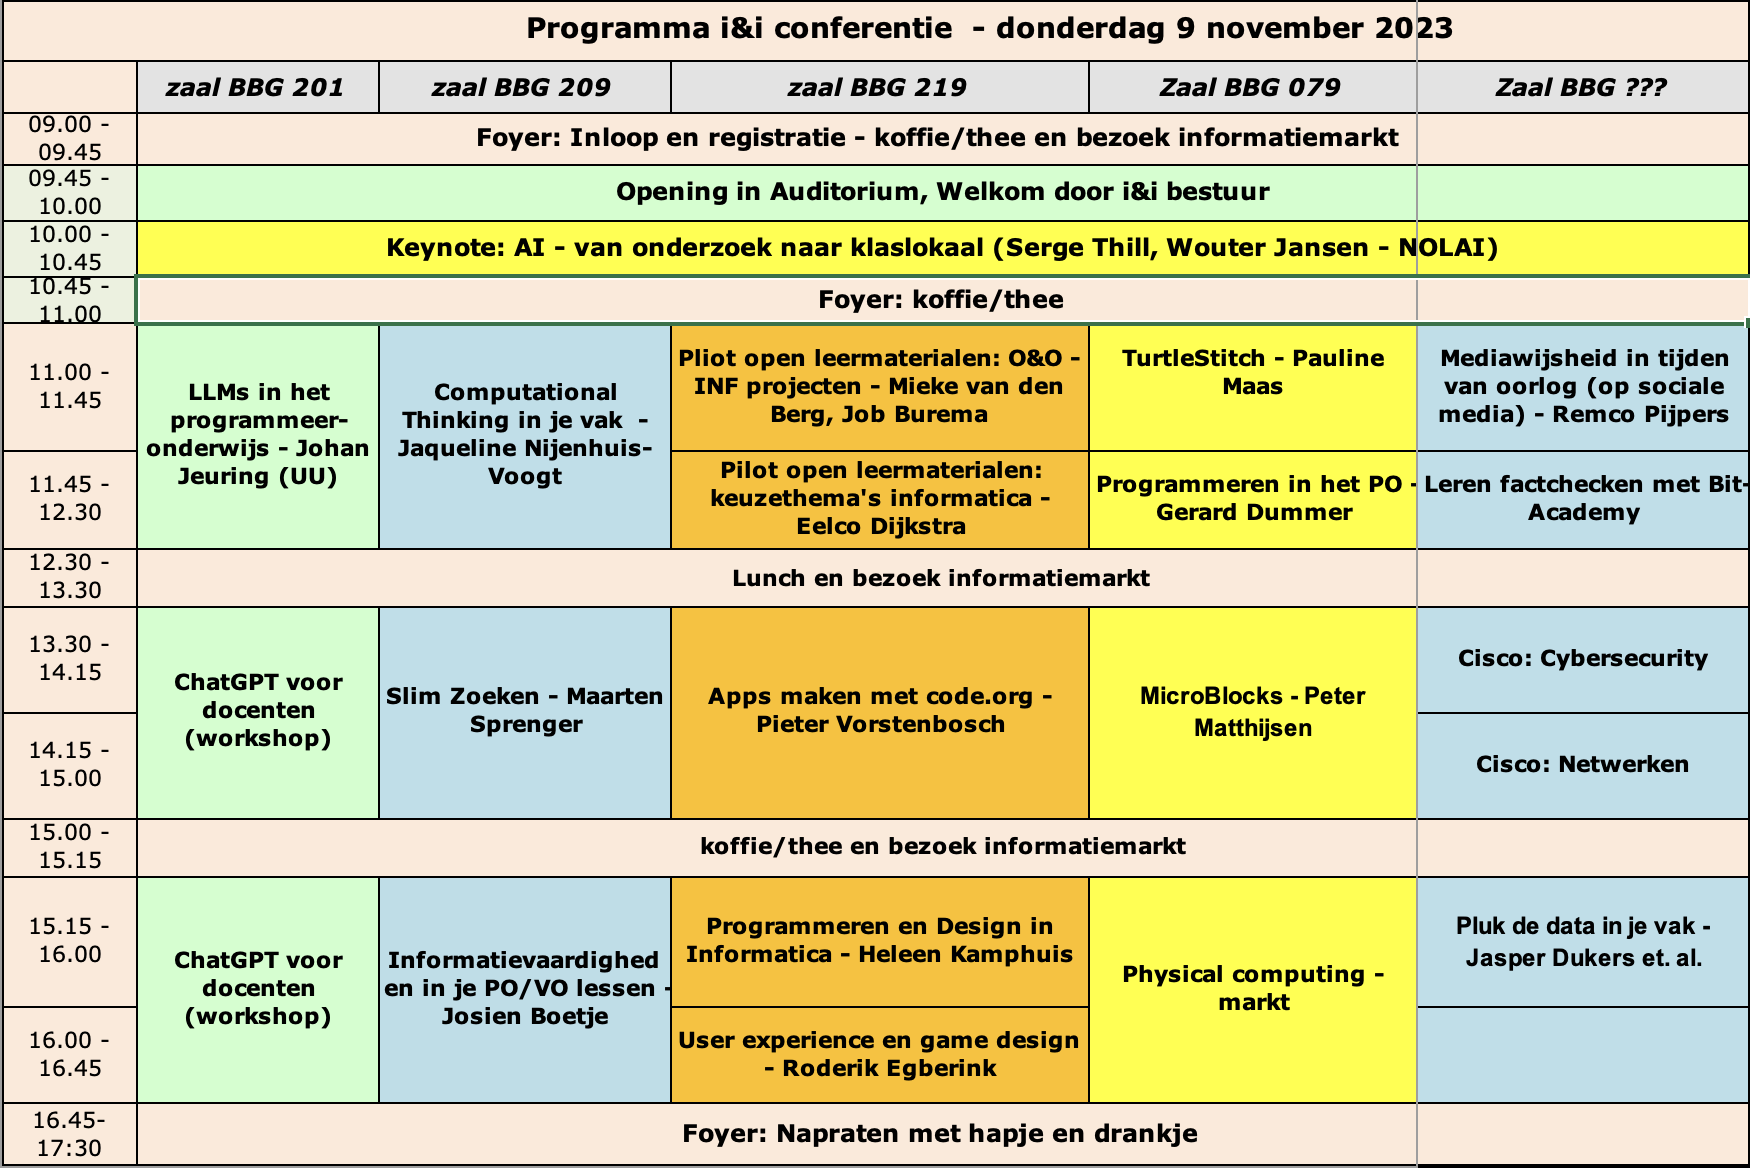 Programma i&i conferentie - donderdag 9 november 2023
zaal BBG 201
zaal BBG 209
zaal BBG 219
Zaal BBG 079
Zaal BBG ???
09.00 -
09.45
Foyer: Inloop en registratie - koffie/thee en bezoek informatiemarkt
09.45 -
10.00
Opening in Auditorium, Welkom door i&i bestuur
10.00 -
10.45
Keynote: AI - van onderzoek naar klaslokaal (Serge Thill, Wouter Jansen - NOLAI)
10.45 -
11.00
Foyer: koffie/thee
11.00 -
11.45
LLMs in het
programmeer-
onderwijs - Johan
Jeuring (UU)
Computational
Thinking in je vak -
Jaqueline Nijenhuis-
Voogt
Pliot open leermaterialen: O&O -
INF projecten - Mieke van den
Berg, Job Burema
TurtleStitch - Pauline
Maas
Mediawijsheid in tijden
van oorlog (op sociale
media) - Remco Pijpers
11.45 -
12.30
Pilot open leermaterialen:
keuzethema's informatica -
Eelco Dijkstra
Programmeren in het PO -
Gerard Dummer
Leren factchecken met Bit-
Academy
12.30 -
13.30
Lunch en bezoek informatiemarkt
13.30 -
14.15
ChatGPT voor
docenten
(workshop)
Slim Zoeken - Maarten
Sprenger
Apps maken met code.org -
Pieter Vorstenbosch
MicroBlocks - Peter
Matthijsen
Cisco: Cybersecurity
14.15 -
15.00
Cisco: Netwerken
15.00 -
15.15
koffie/thee en bezoek informatiemarkt
15.15 -
16.00
ChatGPT voor
docenten
(workshop)
Informatievaardighed
en in je PO/VO lessen -
Josien Boetje
Programmeren en Design in
Informatica - Heleen Kamphuis
Physical computing -
markt
Pluk de data in je vak -
Jasper Dukers et. al.
16.00 -
16.45
User experience en game design
- Roderik Egberink
16.45-
17:30
Foyer: Napraten met hapje en drankje